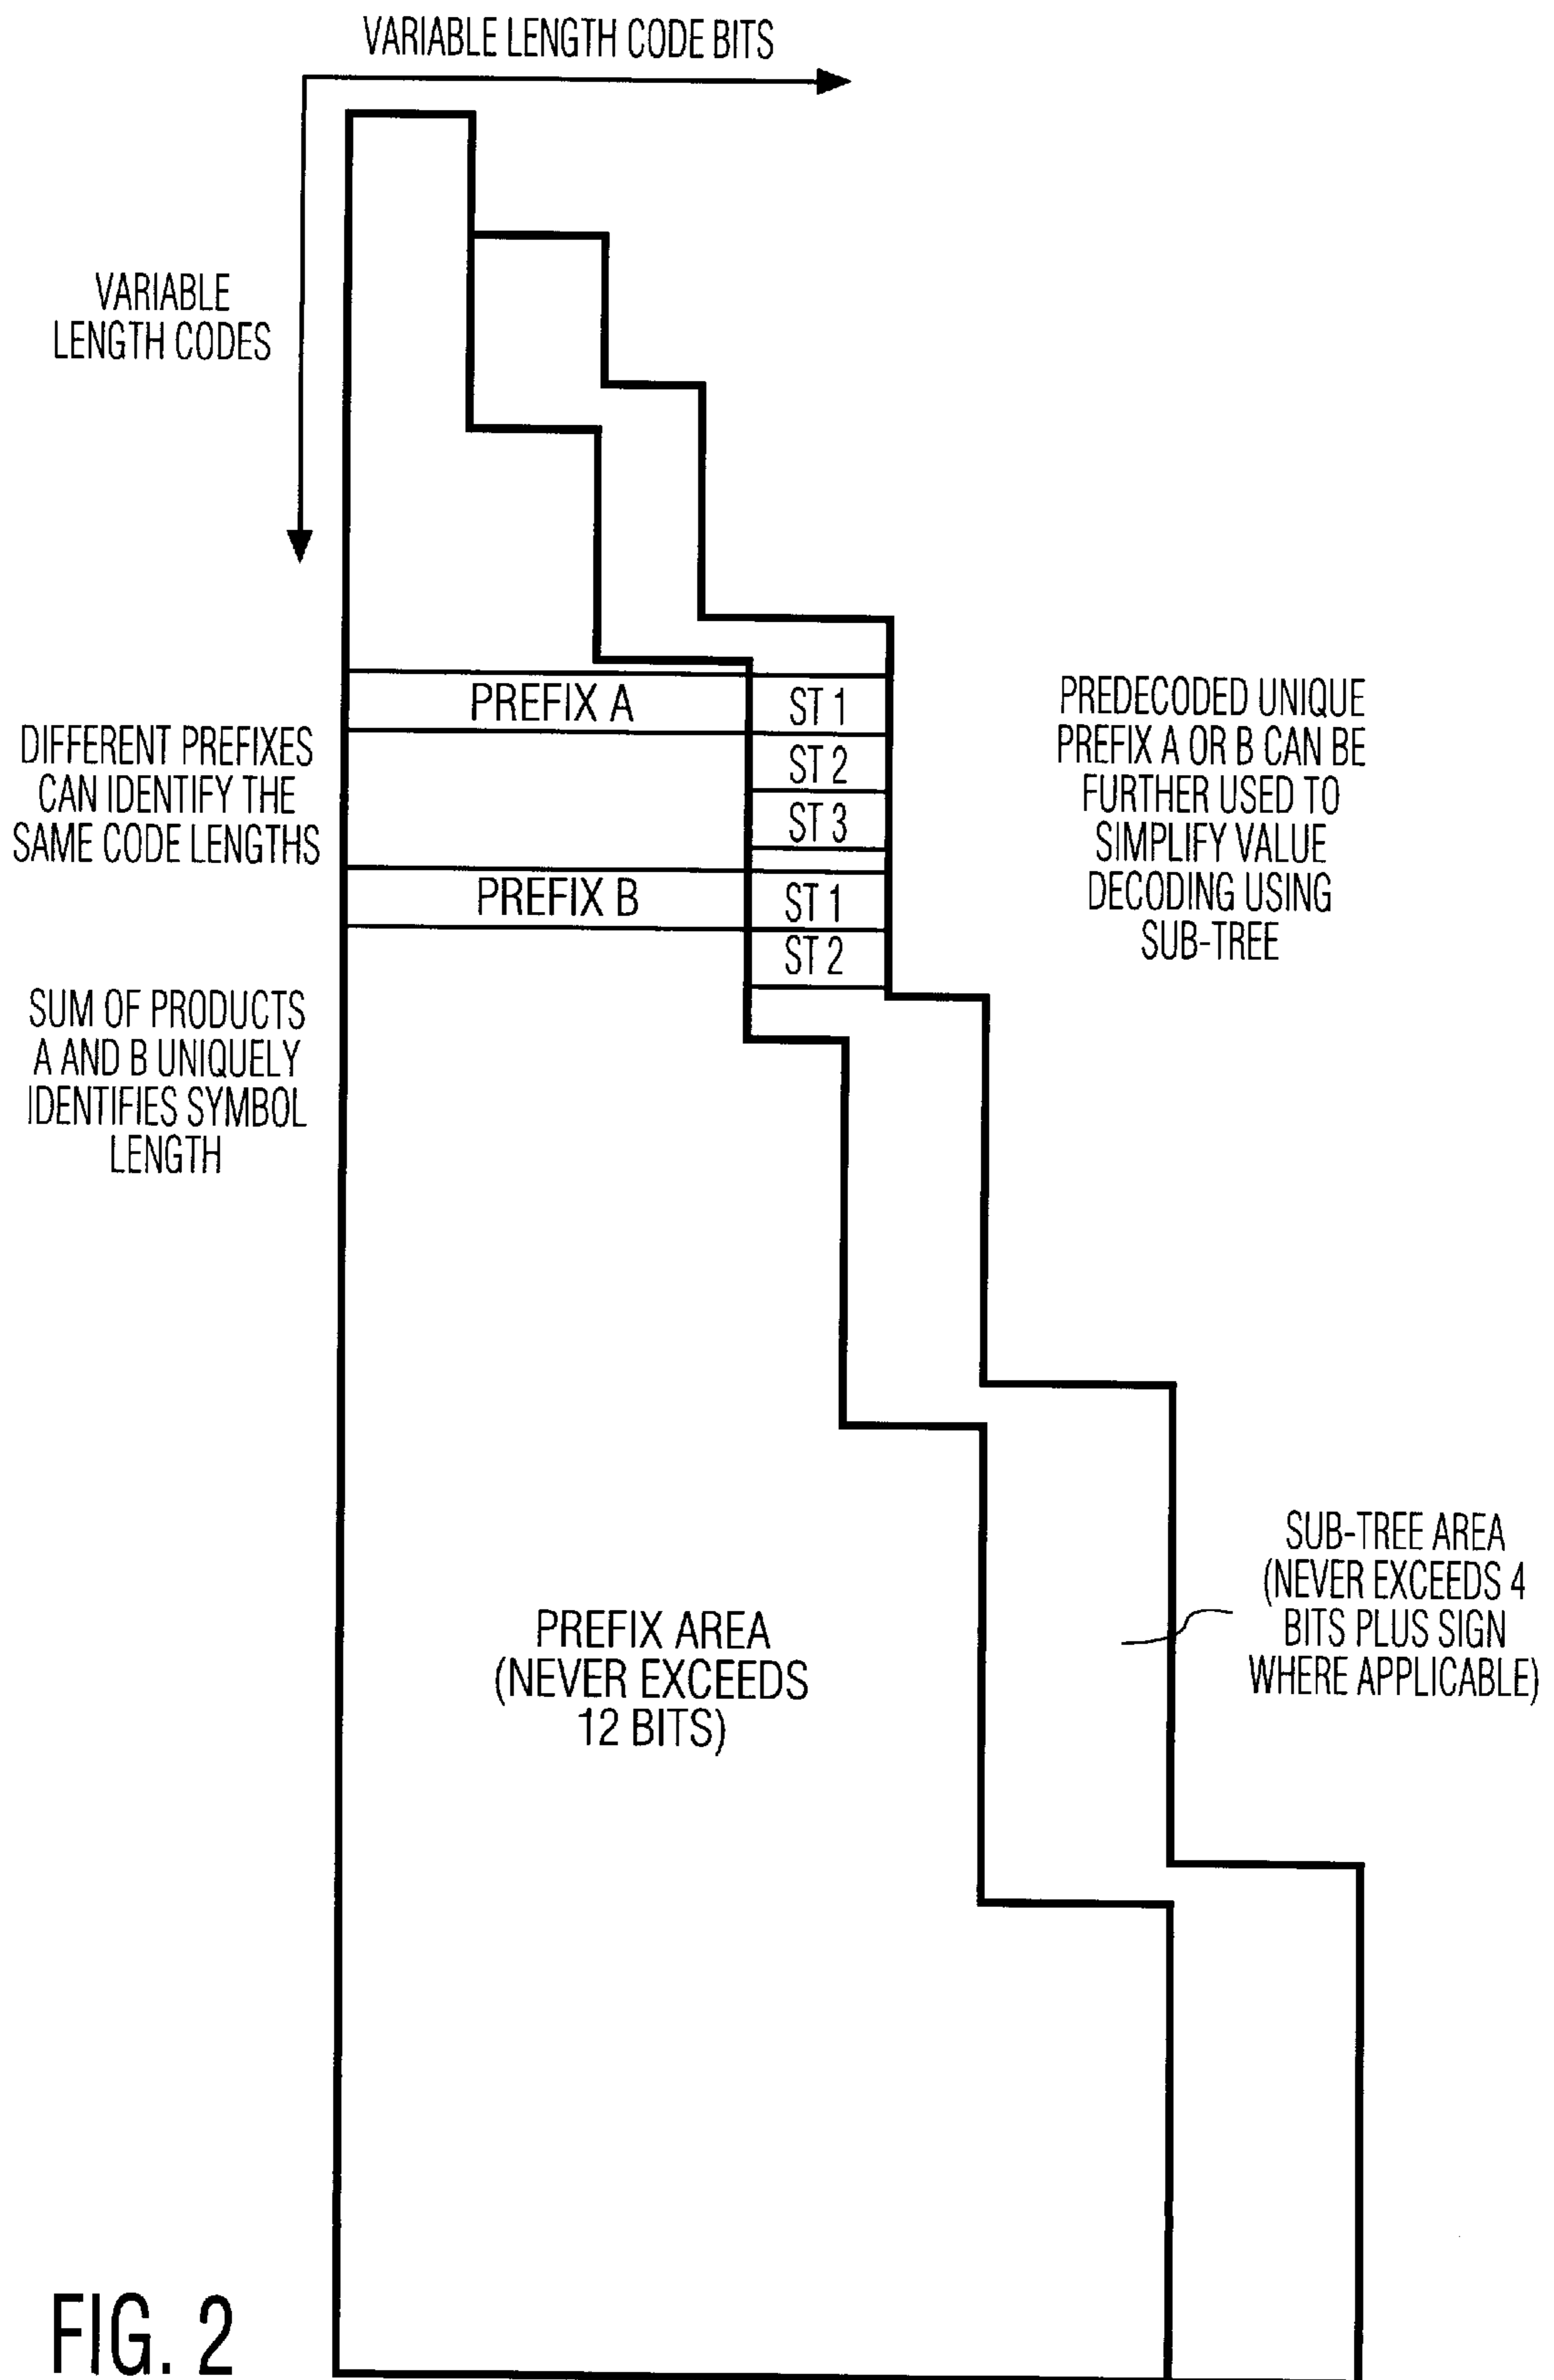 VARIABLE LENGTH CODE BITS
VARIABLE
LENGTH CODES
PREFIX A
ST 1
ST 2
ST 3
PREFIX B
ST 1
ST 2
DIFFERENT PREFIXES
CAN IDENTIFY THE
SAME CODE LENGTHS
PREDECODED UNIQUE
PREFIX A OR B CAN BE
FURTHER USED TO
SIMPLIFY VALUE
DECODING USING
SUB-TREE
SUM OF PRODUCTS
A AND B UNIQUELY
IDENTIFIES SYMBOL
LENGTH
SUB-TREE AREA
(NEVER EXCEEDS 4
BITS PLUS SIGN
WHERE APPLICABLE)
PREFIX AREA
(NEVER EXCEEDS
12 BITS)
FIG. 2